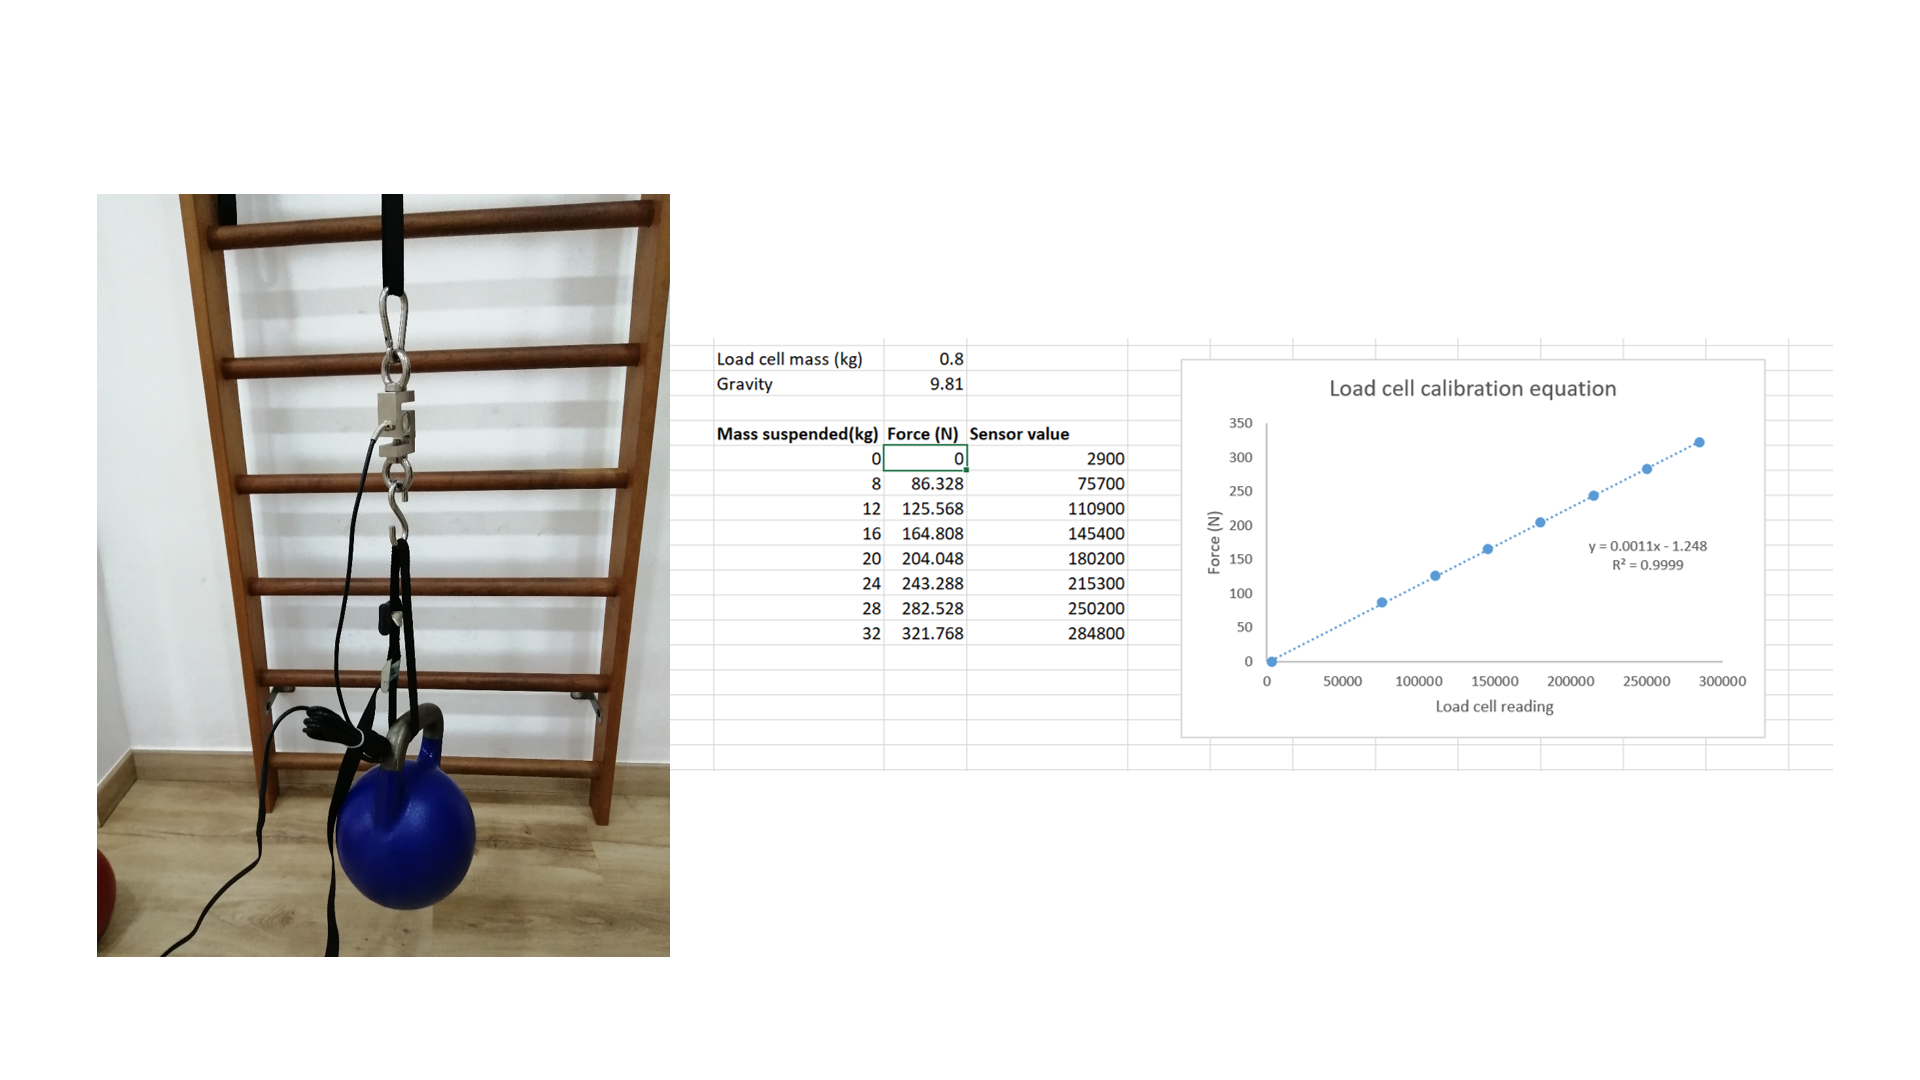 Load cell mass (kg) 0.8
Gravity 9.81
Mass suspended(kg) Force (N) Sensor value
0 0 2900
8 86.328 75700
12 125.568 110900
16 164.808 145400
20 204.048 180200
24 243.288 215300
28 282.528 250200
32 321.768 284800
Load cell calibration equation
350
300
250
200
150
100
50
0
Force (N)
y = 0.0011x - 1.248
R² = 0.9999
0 50000 100000 150000 200000 250000 300000
Load cell reading